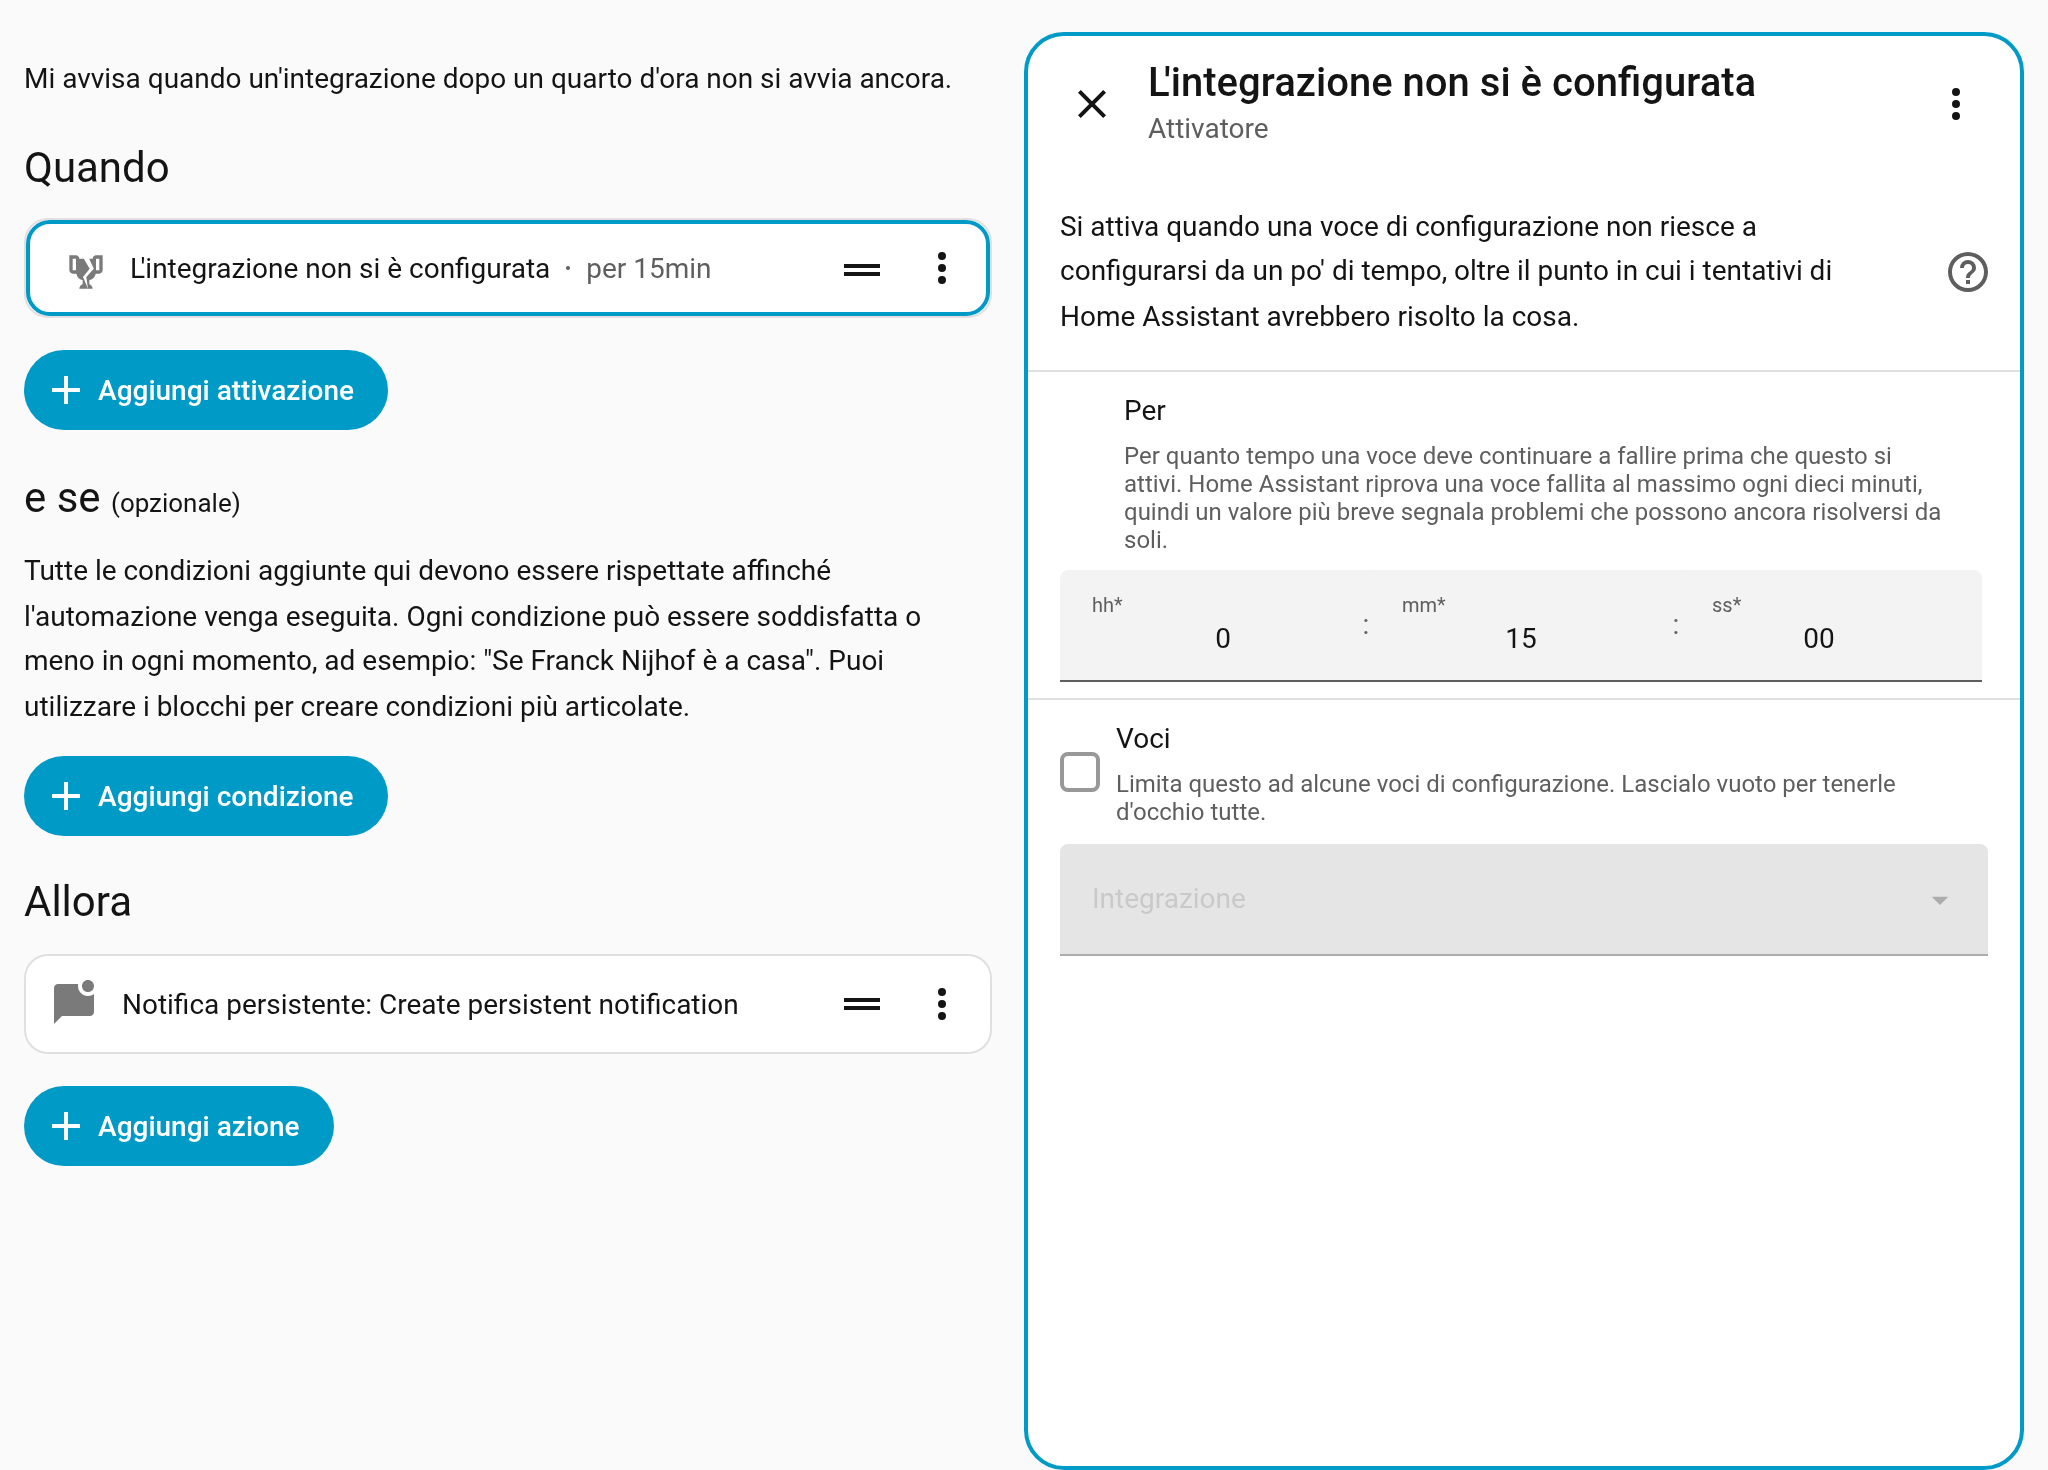 Mi avvisa quando un'integrazione dopo un quarto d'ora non si avvia ancora.
Quando
L'integrazione non si è configurata · per 15min
Aggiungi attivazione
e se (opzionale)
Tutte le condizioni aggiunte qui devono essere rispettate affinché
l'automazione venga eseguita. Ogni condizione può essere soddisfatta o
meno in ogni momento, ad esempio: "Se Franck Nijhof è a casa". Puoi
utilizzare i blocchi per creare condizioni più articolate.
Aggiungi condizione
Allora
Notifica persistente: Create persistent notification
Aggiungi azione
L'integrazione non si è configurata
Attivatore
Si attiva quando una voce di configurazione non riesce a
configurarsi da un po' di tempo, oltre il punto in cui i tentativi di
Home Assistant avrebbero risolto la cosa.
Per
Per quanto tempo una voce deve continuare a fallire prima che questo si
attivi. Home Assistant riprova una voce fallita al massimo ogni dieci minuti,
quindi un valore più breve segnala problemi che possono ancora risolversi da
soli.
hh* mm* ss*
0 : 15 : 00
Voci
Limita questo ad alcune voci di configurazione. Lascialo vuoto per tenerle
d'occhio tutte.
Integrazione